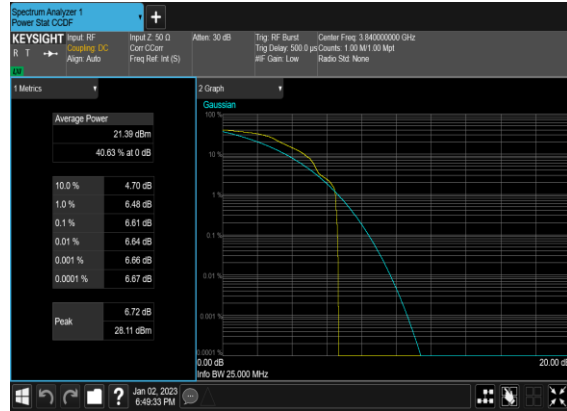 Spectrum Analyzer 1
Power Stat CCDF
KEYSIGHT
R T
Input: RF
Coupling: DC
Align: Auto
Input Z: 50 Ω
Corr CCorr
Freq Ref: Int (S)
Atten: 30 dB
Trig: RF Burst
Trig Delay: 500.0 µs
#IF Gain: Low
Center Freq: 3.840000000 GHz
Counts: 1.00 M/1.00 Mpt
Radio Std: None
1 Metrics
Average Power
21.39 dBm
40.63 % at 0 dB
10.0 % 4.70 dB
1.0 % 6.48 dB
0.1 % 6.61 dB
0.01 % 6.64 dB
0.001 % 6.66 dB
0.0001 % 6.67 dB
Peak
6.72 dB
28.11 dBm
2 Graph
Gaussian
100 %
10 %
1 %
0.1 %
0.01 %
0.001 %
0.0001 %
0.00 dB
20.00 dB
Info BW 25.000 MHz
?
Jan 02, 2023
6:49:33 PM